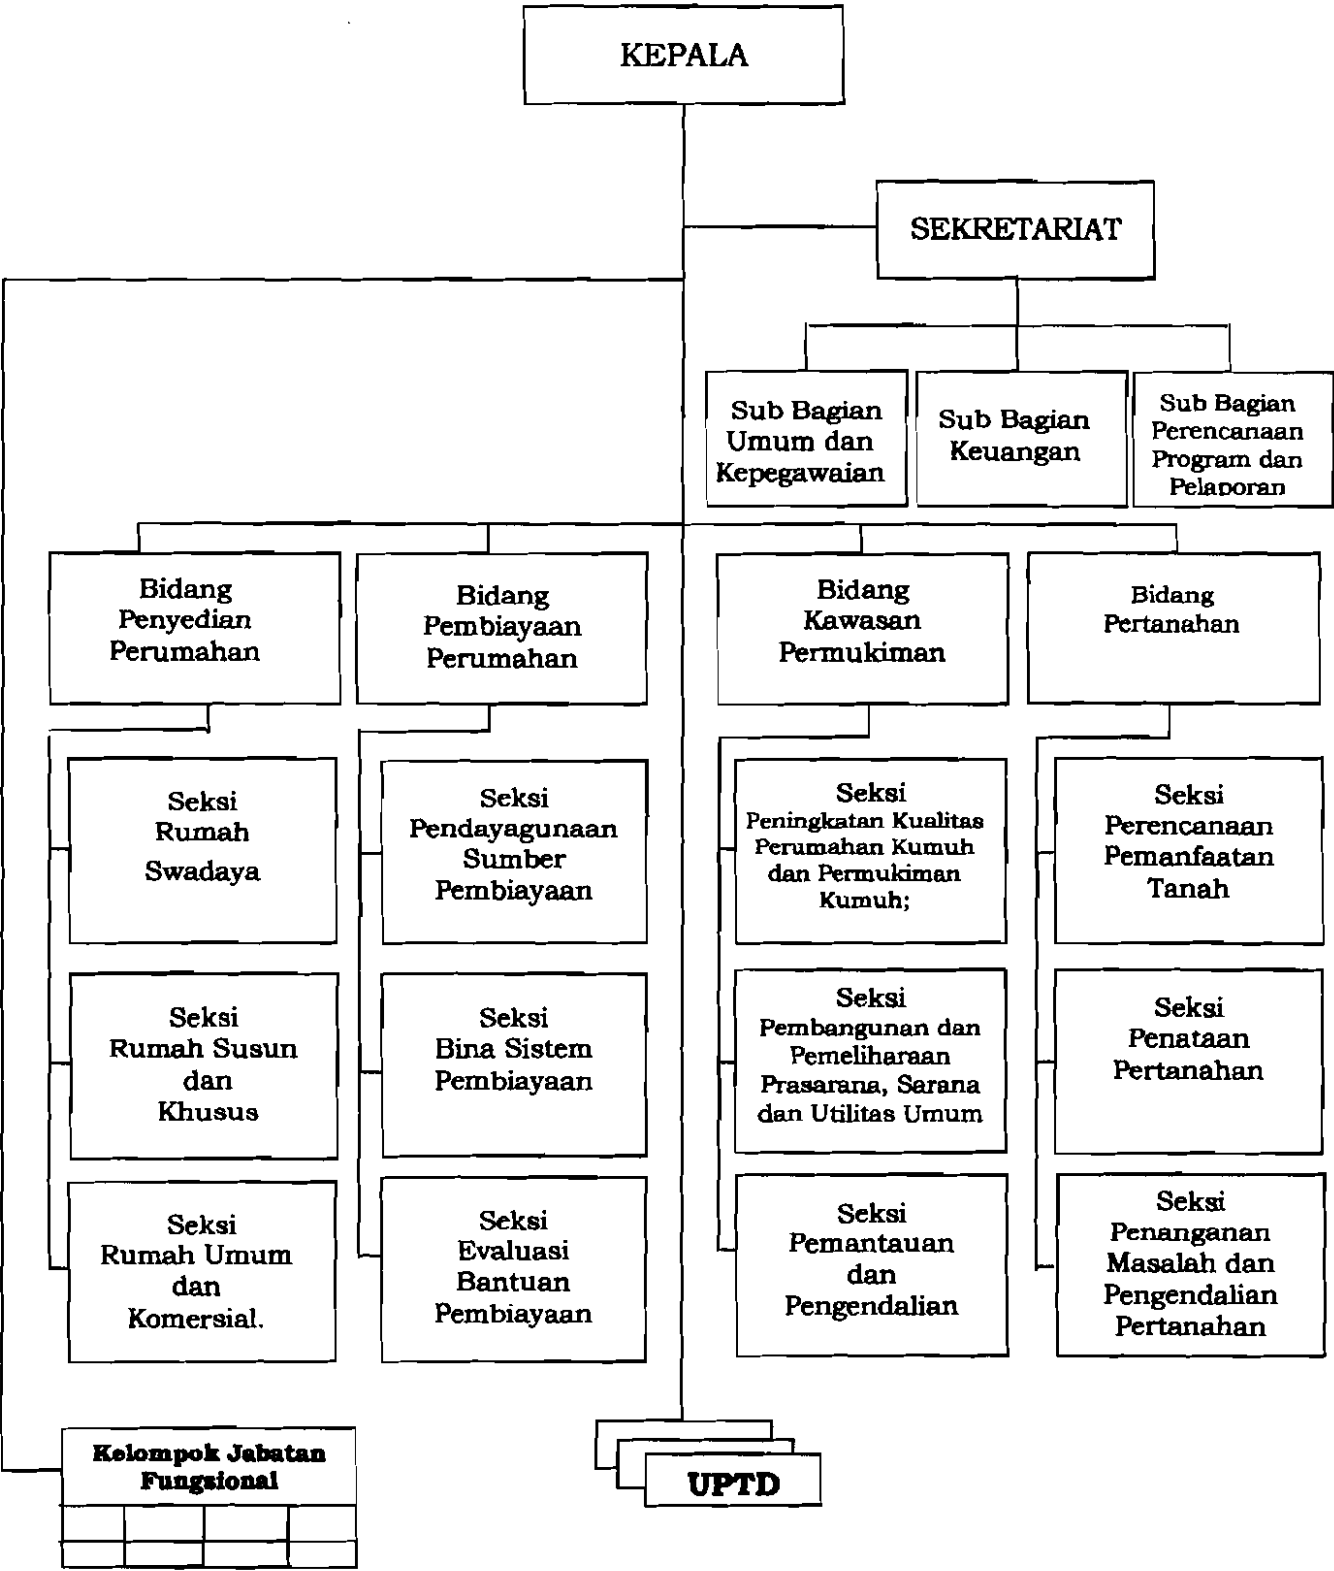 KEPALA
SEKRETARIAT
Sub Bagian
Umum dan
Kepegawaian
Sub Bagian
Keuangan
Sub Bagian
Perencanaan
Program dan
Pelaporan
Bidang
Penyedian
Perumahan
Bidang
Pembiayaan
Perumahan
Bidang
Kawasan
Permukiman
Bidang
Pertanahan
Seksi
Rumah
Swadaya
Seksi
Pendayagunaan
Sumber
Pembiayaan
Seksi
Peningkatan Kualitas
Perumahan Kumuh
dan Permukiman
Kumuh;
Seksi
Perencanaan
Pemanfaatan
Tanah
Seksi
Rumah Susun
dan
Khusus
Seksi
Bina Sistem
Pembiayaan
Seksi
Pembangunan dan
Pemeliharaan
Prasarana, Sarana
dan Utilitas Umum
Seksi
Penataan
Pertanahan
Seksi
Rumah Umum
dan
Komersial.
Seksi
Evaluasi
Bantuan
Pembiayaan
Seksi
Pemantauan
dan
Pengendalian
Seksi
Penanganan
Masalah dan
Pengendalian
Pertanahan
Kelompok Jabatan
Fungsional
UPTD